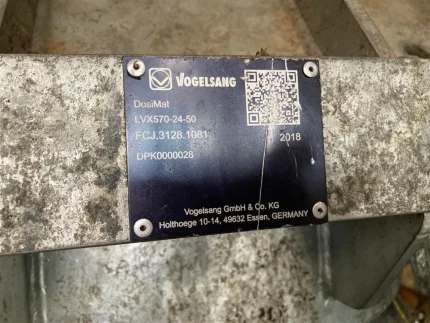 VOGELSANG
DosiMat
LVX570-24-50
FCJ.3128.1081
2018
DPK0000028
Vogelsang GmbH & Co. KG
Holthoege 10-14, 49632 Essen, GERMANY